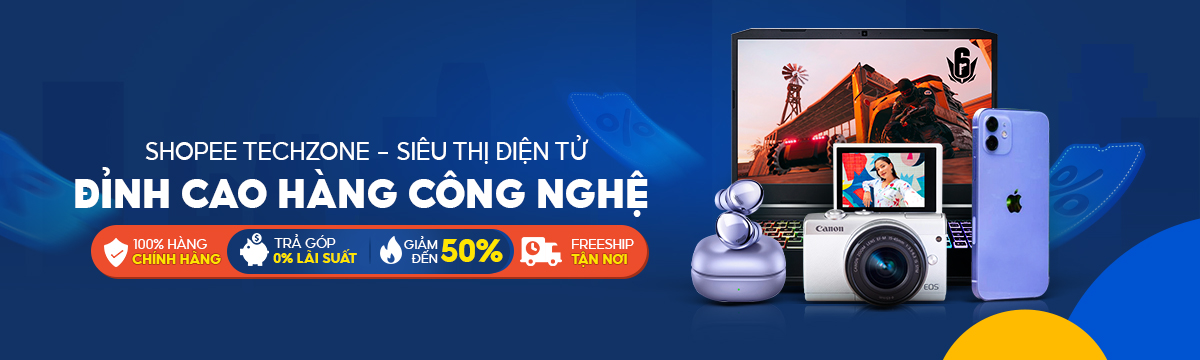 SHOPEE TECHZONE – SIÊU THỊ ĐIỆN TỬ
ĐỈNH CAO HÀNG CÔNG NGHỆ
100% HÀNG
CHÍNH HÃNG
TRẢ GÓP
0% LÃI SUẤT
GIẢM
ĐẾN
50%
FREESHIP
TẬN NƠI
Canon
EOS